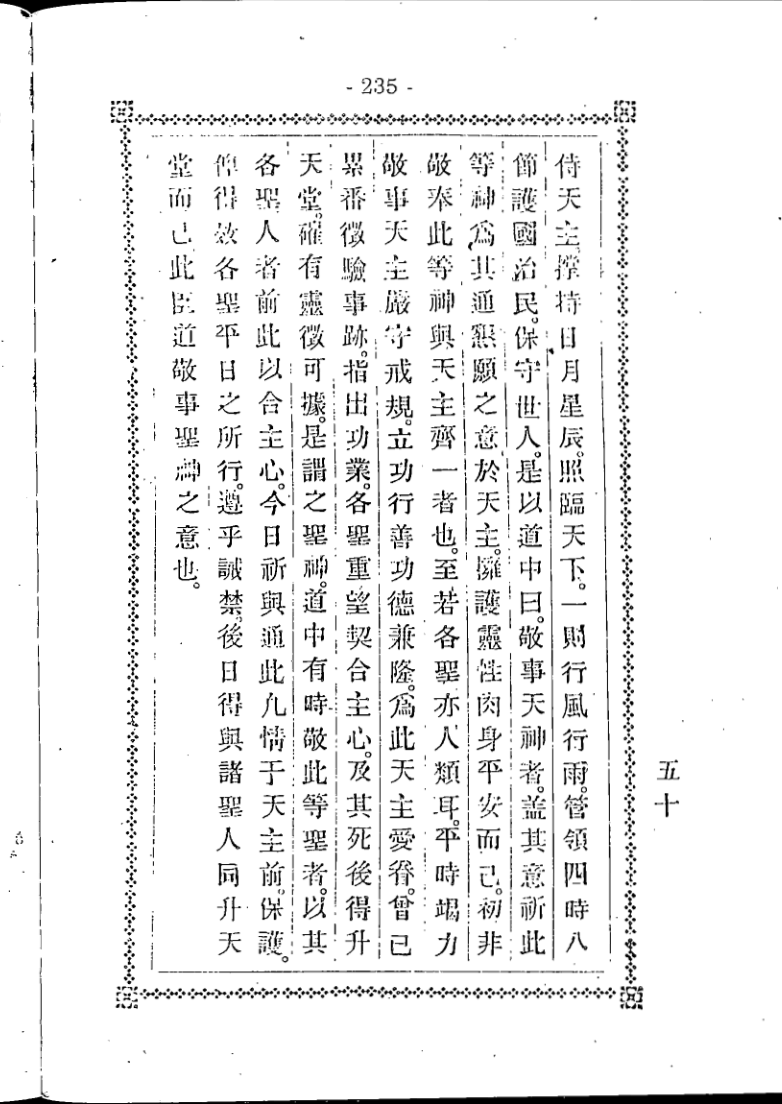 - 235 -
侍天主。撐持日月星辰。照臨天下。一則行風行雨。管領四時八
節護國治民。保守世人。是以道中曰。敬事天神者。盖其意祈此
等神爲其通懇願之意於天主。擁護靈性肉身平安而已。初非
敬奉此等神與天主齊一者也。至若各聖亦人類耳。平時竭力
敬事天主嚴守戒規。立功行善功德兼隆。爲此天主愛眷。曾已
累番徵驗事跡。指出功業。各聖重望契合主心。及其死後得升
天堂。確有靈徵可據。是謂之聖神。道中有時敬此等聖者。以其
各聖人者前此以合主心。今日祈與通此凢情于天主前。保護。
俾得效各聖平日之所行。遵乎誡禁。後日得與諸聖人同升天
堂而已此臣道敬事聖神之意也。
五十